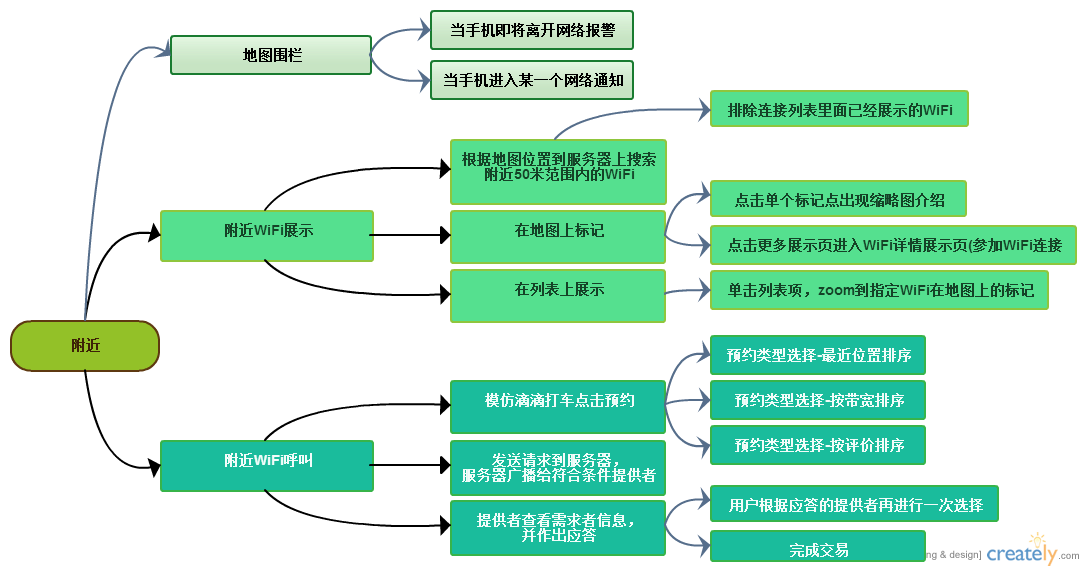 地图围栏
当手机即将离开网络报警
当手机进入某一个网络通知
附近
附近WiFi展示
根据地图位置到服务器上搜索
附近50米范围内的WiFi
排除连接列表里面已经展示的WiFi
在地图上标记
点击单个标记点出现缩略图介绍
点击更多展示页进入WiFi详情展示页(参加WiFi连接
在列表上展示
单击列表项，zoom到指定WiFi在地图上的标记
附近WiFi呼叫
模仿滴滴打车点击预约
预约类型选择-最近位置排序
预约类型选择-按带宽排序
预约类型选择-按评价排序
发送请求到服务器，
服务器广播给符合条件提供者
提供者查看需求者信息，
并作出应答
用户根据应答的提供者再进行一次选择
完成交易
ng & design]
creately.com